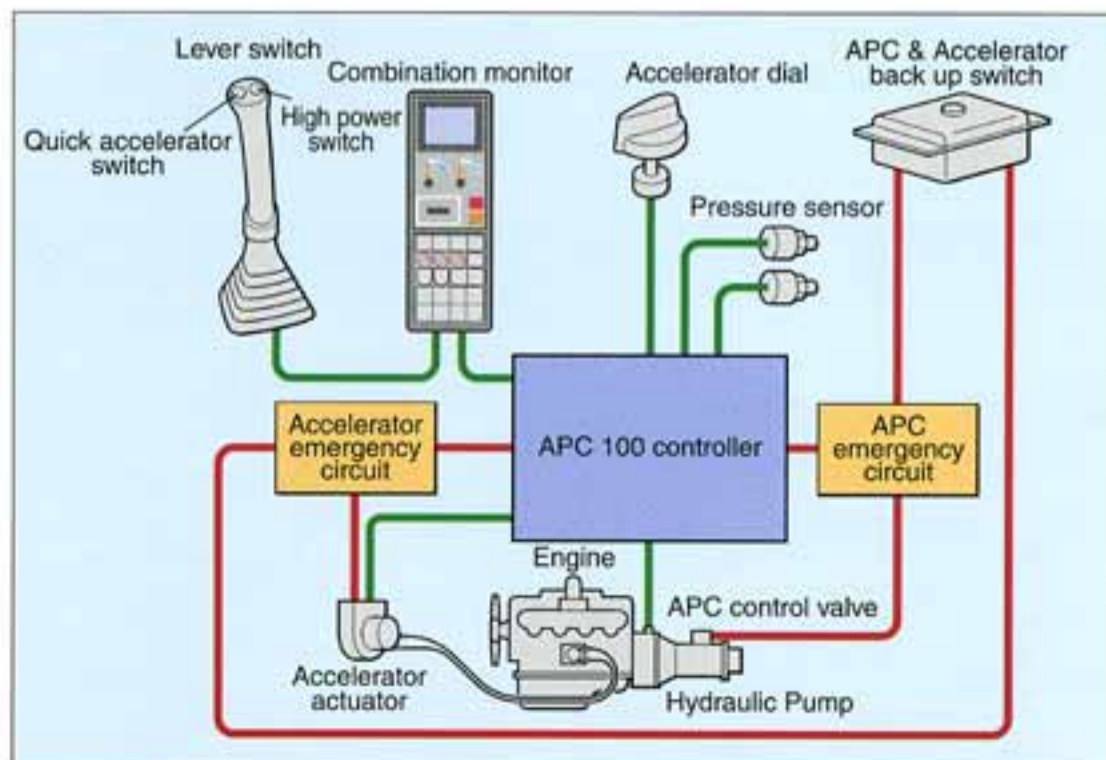 Lever switch
Combination monitor
Accelerator dial
APC & Accelerator
back up switch
Quick accelerator
switch
High power
switch
Pressure sensor
Accelerator
emergency
circuit
APC 100 controller
APC
emergency
circuit
Engine
APC control valve
Accelerator
actuator
Hydraulic Pump